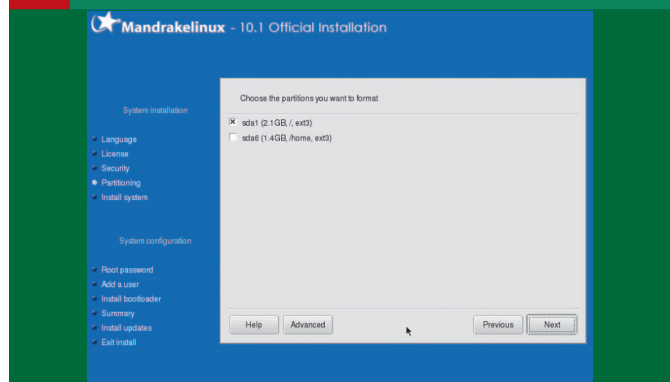 Mandrakelinux - 10.1 Official Installation
System installation
Language
License
Security
Partitioning
Install system
System configuration
Root password
Add a user
Install bootloader
Summary
Install updates
Exit install
Choose the partitions you want to format
sda1 (2.1GB, /, ext3)
sda6 (1.4GB, /home, ext3)
Help
Advanced
Previous
Next